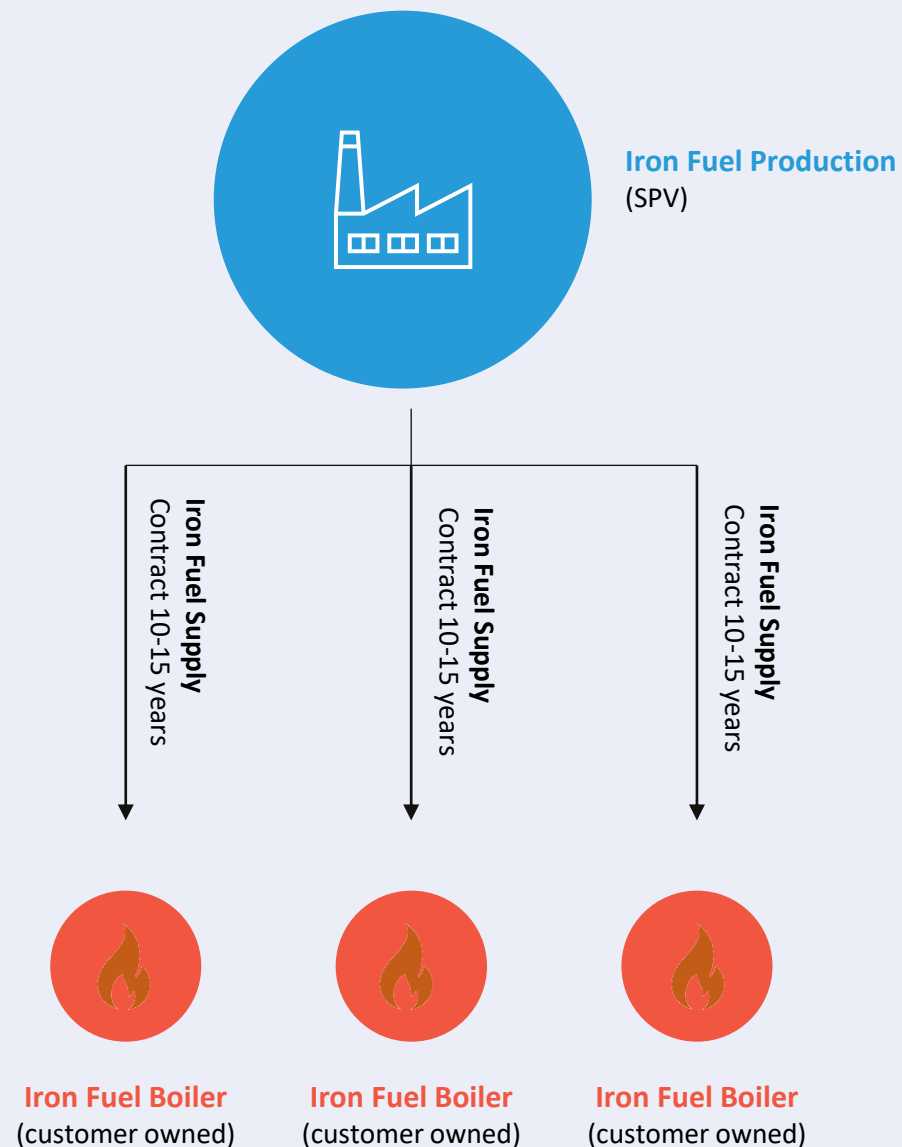 Iron Fuel Production
(SPV)
Iron Fuel Supply
Contract 10-15 years
Iron Fuel Supply
Contract 10-15 years
Iron Fuel Supply
Contract 10-15 years
Iron Fuel Boiler
(customer owned)
Iron Fuel Boiler
(customer owned)
Iron Fuel Boiler
(customer owned)